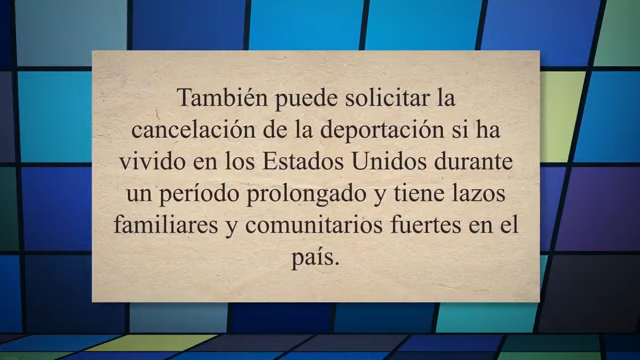 También puede solicitar la
cancelación de la deportación si ha
vivido en los Estados Unidos durante
un período prolongado y tiene lazos
familiares y comunitarios fuertes en el
país.